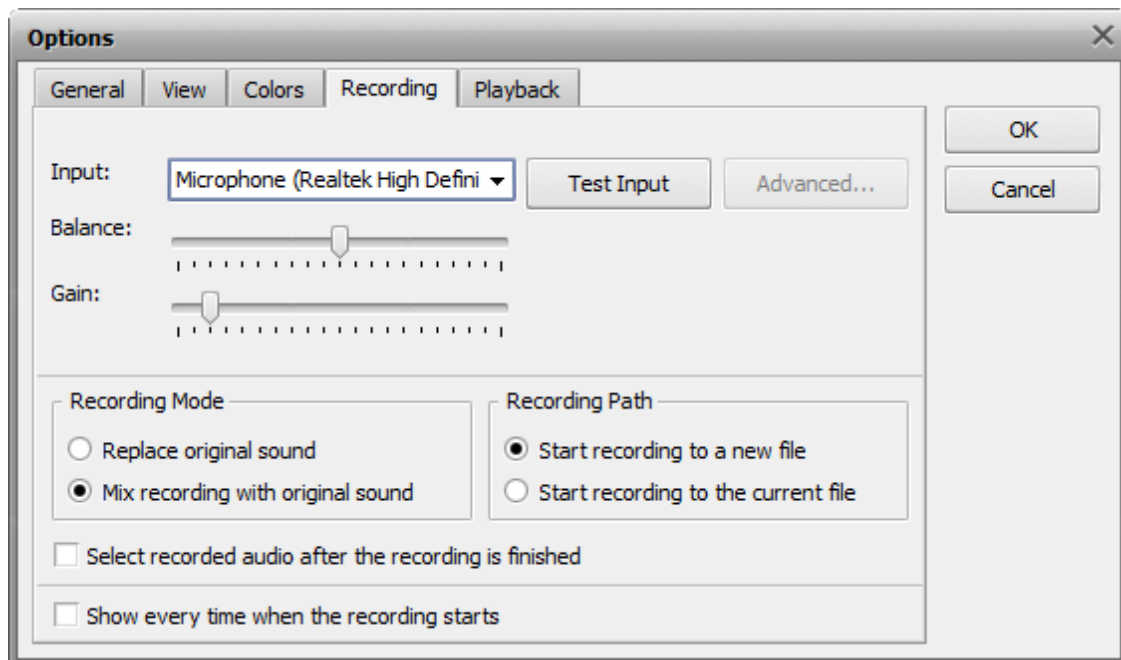 Options
General View Colors Recording Playback
OK
Input: Microphone (Realtek High Defini Test Input Advanced...
Cancel
Balance:
Gain:
Recording Mode
Replace original sound
Mix recording with original sound
Recording Path
Start recording to a new file
Start recording to the current file
Select recorded audio after the recording is finished
Show every time when the recording starts